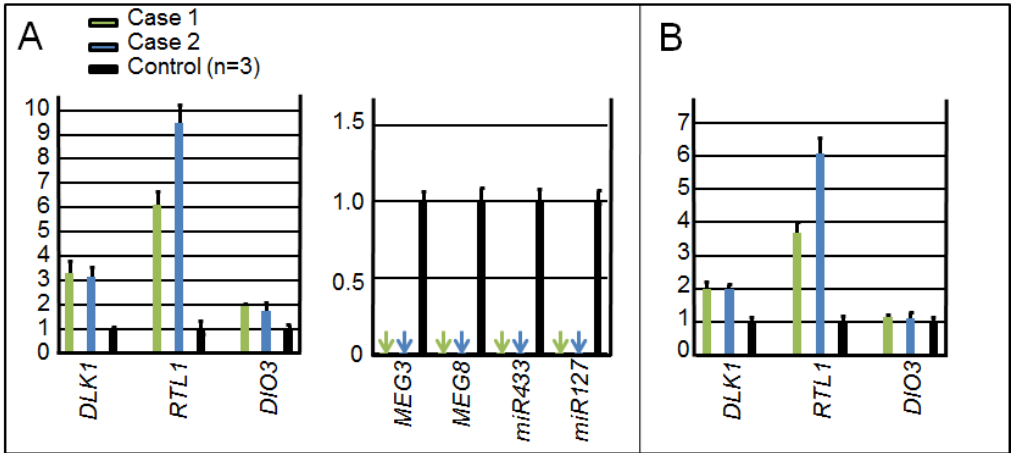 A
Case 1
Case 2
Control (n=3)
10
9
8
7
6
5
4
3
2
1
0
DLK1
RTL1
DIO3
1.5
1.0
0.5
0
MEG3
MEG8
miR433
miR127
B
7
6
5
4
3
2
1
0
DLK1
RTL1
DIO3